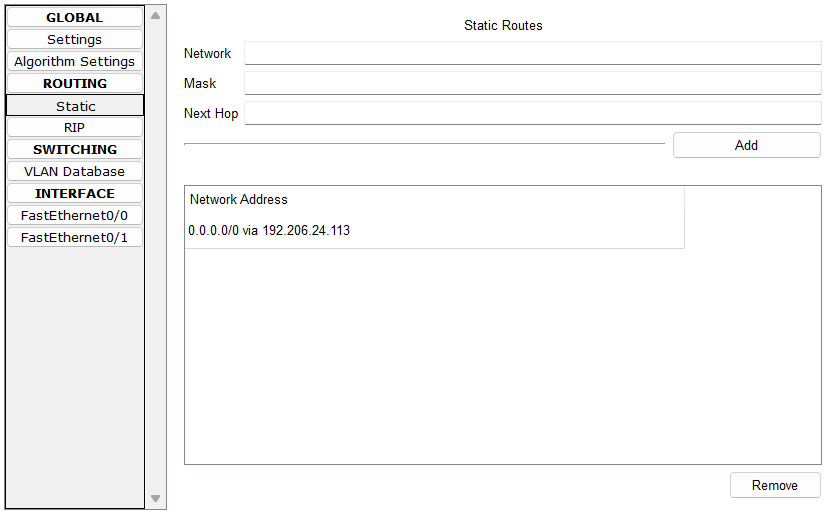 GLOBAL
Settings
Algorithm Settings
ROUTING
Static
RIP
SWITCHING
VLAN Database
INTERFACE
FastEthernet0/0
FastEthernet0/1
Static Routes
Network
Mask
Next Hop
Add
Network Address
0.0.0.0/0 via 192.206.24.113
Remove